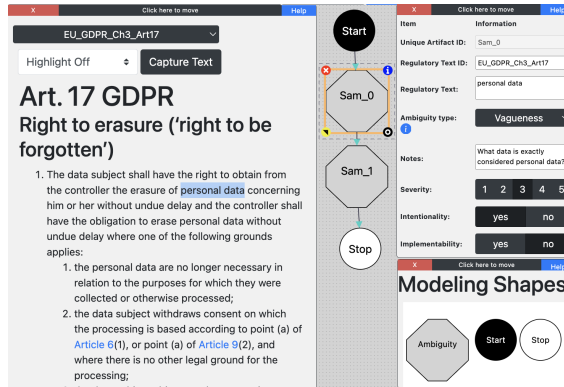 X Click here to move Help
EU_GDPR_Ch3_Art17
Highlight Off Capture Text
Art. 17 GDPR
Right to erasure (‘right to be
forgotten’)
1. The data subject shall have the right to obtain from
the controller the erasure of personal data concerning
him or her without undue delay and the controller shall
have the obligation to erase personal data without
undue delay where one of the following grounds
applies:
1. the personal data are no longer necessary in
relation to the purposes for which they were
collected or otherwise processed;
2. the data subject withdraws consent on which
the processing is based according to point (a) of
Article 6(1), or point (a) of Article 9(2), and
where there is no other legal ground for the
processing;
Start
Sam_0
Sam_1
Stop
X Click here to move Help
Item Information
Unique Artifact ID: Sam_0
Regulatory Text ID: EU_GDPR_Ch3_Art17
Regulatory Text: personal data
Ambiguity type: Vagueness
Notes: What data is exactly
considered personal data?
Severity: 1 2 3 4 5
Intentionality: yes no
Implementability: yes no
X Click here to move Help
Modeling Shapes
Ambiguity Start Stop